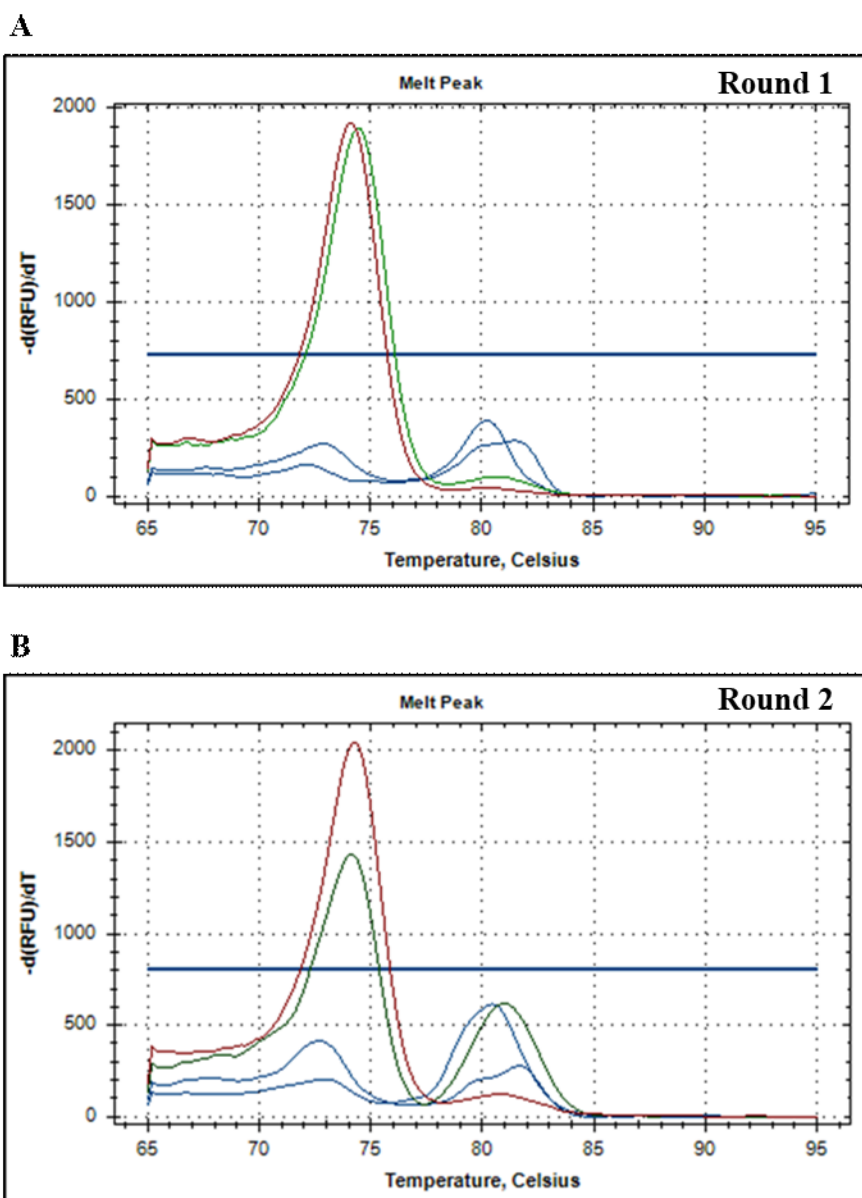 A
Melt Peak
Round 1
2000
1500
1000
500
0
-d(RFU)/dT
65 70 75 80 85 90 95
Temperature, Celsius
B
Melt Peak
Round 2
2000
1500
1000
500
0
-d(RFU)/dT
65 70 75 80 85 90 95
Temperature, Celsius